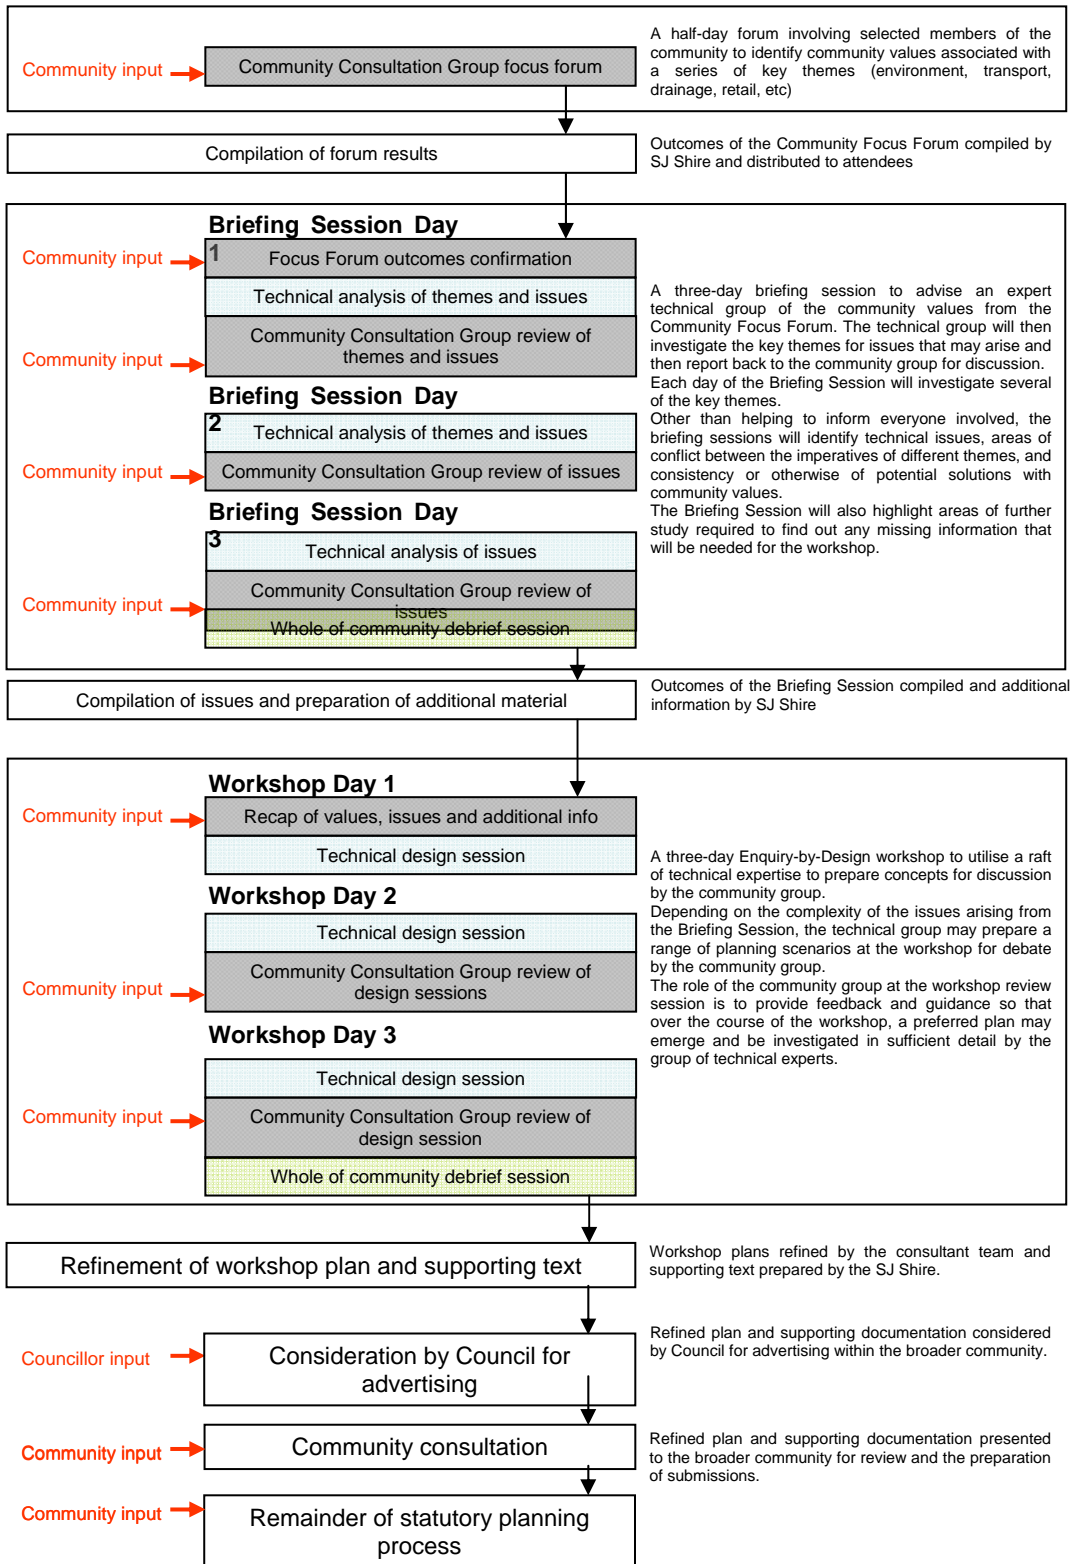 Community input
Community Consultation Group focus forum
A half-day forum involving selected members of the
community to identify community values associated with
a series of key themes (environment, transport,
drainage, retail, etc)
Compilation of forum results
Outcomes of the Community Focus Forum compiled by
SJ Shire and distributed to attendees
Briefing Session Day
1
Community input
Focus Forum outcomes confirmation
Technical analysis of themes and issues
Community input
Community Consultation Group review of
themes and issues
Briefing Session Day
2
Technical analysis of themes and issues
Community input
Community Consultation Group review of issues
Briefing Session Day
3
Technical analysis of issues
Community input
Community Consultation Group review of
issues
Whole of community debrief session
A three-day briefing session to advise an expert
technical group of the community values from the
Community Focus Forum. The technical group will then
investigate the key themes for issues that may arise and
then report back to the community group for discussion.
Each day of the Briefing Session will investigate several
of the key themes.
Other than helping to inform everyone involved, the
briefing sessions will identify technical issues, areas of
conflict between the imperatives of different themes, and
consistency or otherwise of potential solutions with
community values.
The Briefing Session will also highlight areas of further
study required to find out any missing information that
will be needed for the workshop.
Compilation of issues and preparation of additional material
Outcomes of the Briefing Session compiled and additional
information by SJ Shire
Workshop Day 1
Community input
Recap of values, issues and additional info
Technical design session
Workshop Day 2
Technical design session
Community input
Community Consultation Group review of
design sessions
Workshop Day 3
Technical design session
Community input
Community Consultation Group review of
design session
Whole of community debrief session
A three-day Enquiry-by-Design workshop to utilise a raft
of technical expertise to prepare concepts for discussion
by the community group.
Depending on the complexity of the issues arising from
the Briefing Session, the technical group may prepare a
range of planning scenarios at the workshop for debate
by the community group.
The role of the community group at the workshop review
session is to provide feedback and guidance so that
over the course of the workshop, a preferred plan may
emerge and be investigated in sufficient detail by the
group of technical experts.
Refinement of workshop plan and supporting text
Workshop plans refined by the consultant team and
supporting text prepared by the SJ Shire.
Councillor input
Consideration by Council for
advertising
Refined plan and supporting documentation considered
by Council for advertising within the broader community.
Community input
Community consultation
Refined plan and supporting documentation presented
to the broader community for review and the preparation
of submissions.
Community input
Remainder of statutory planning
process